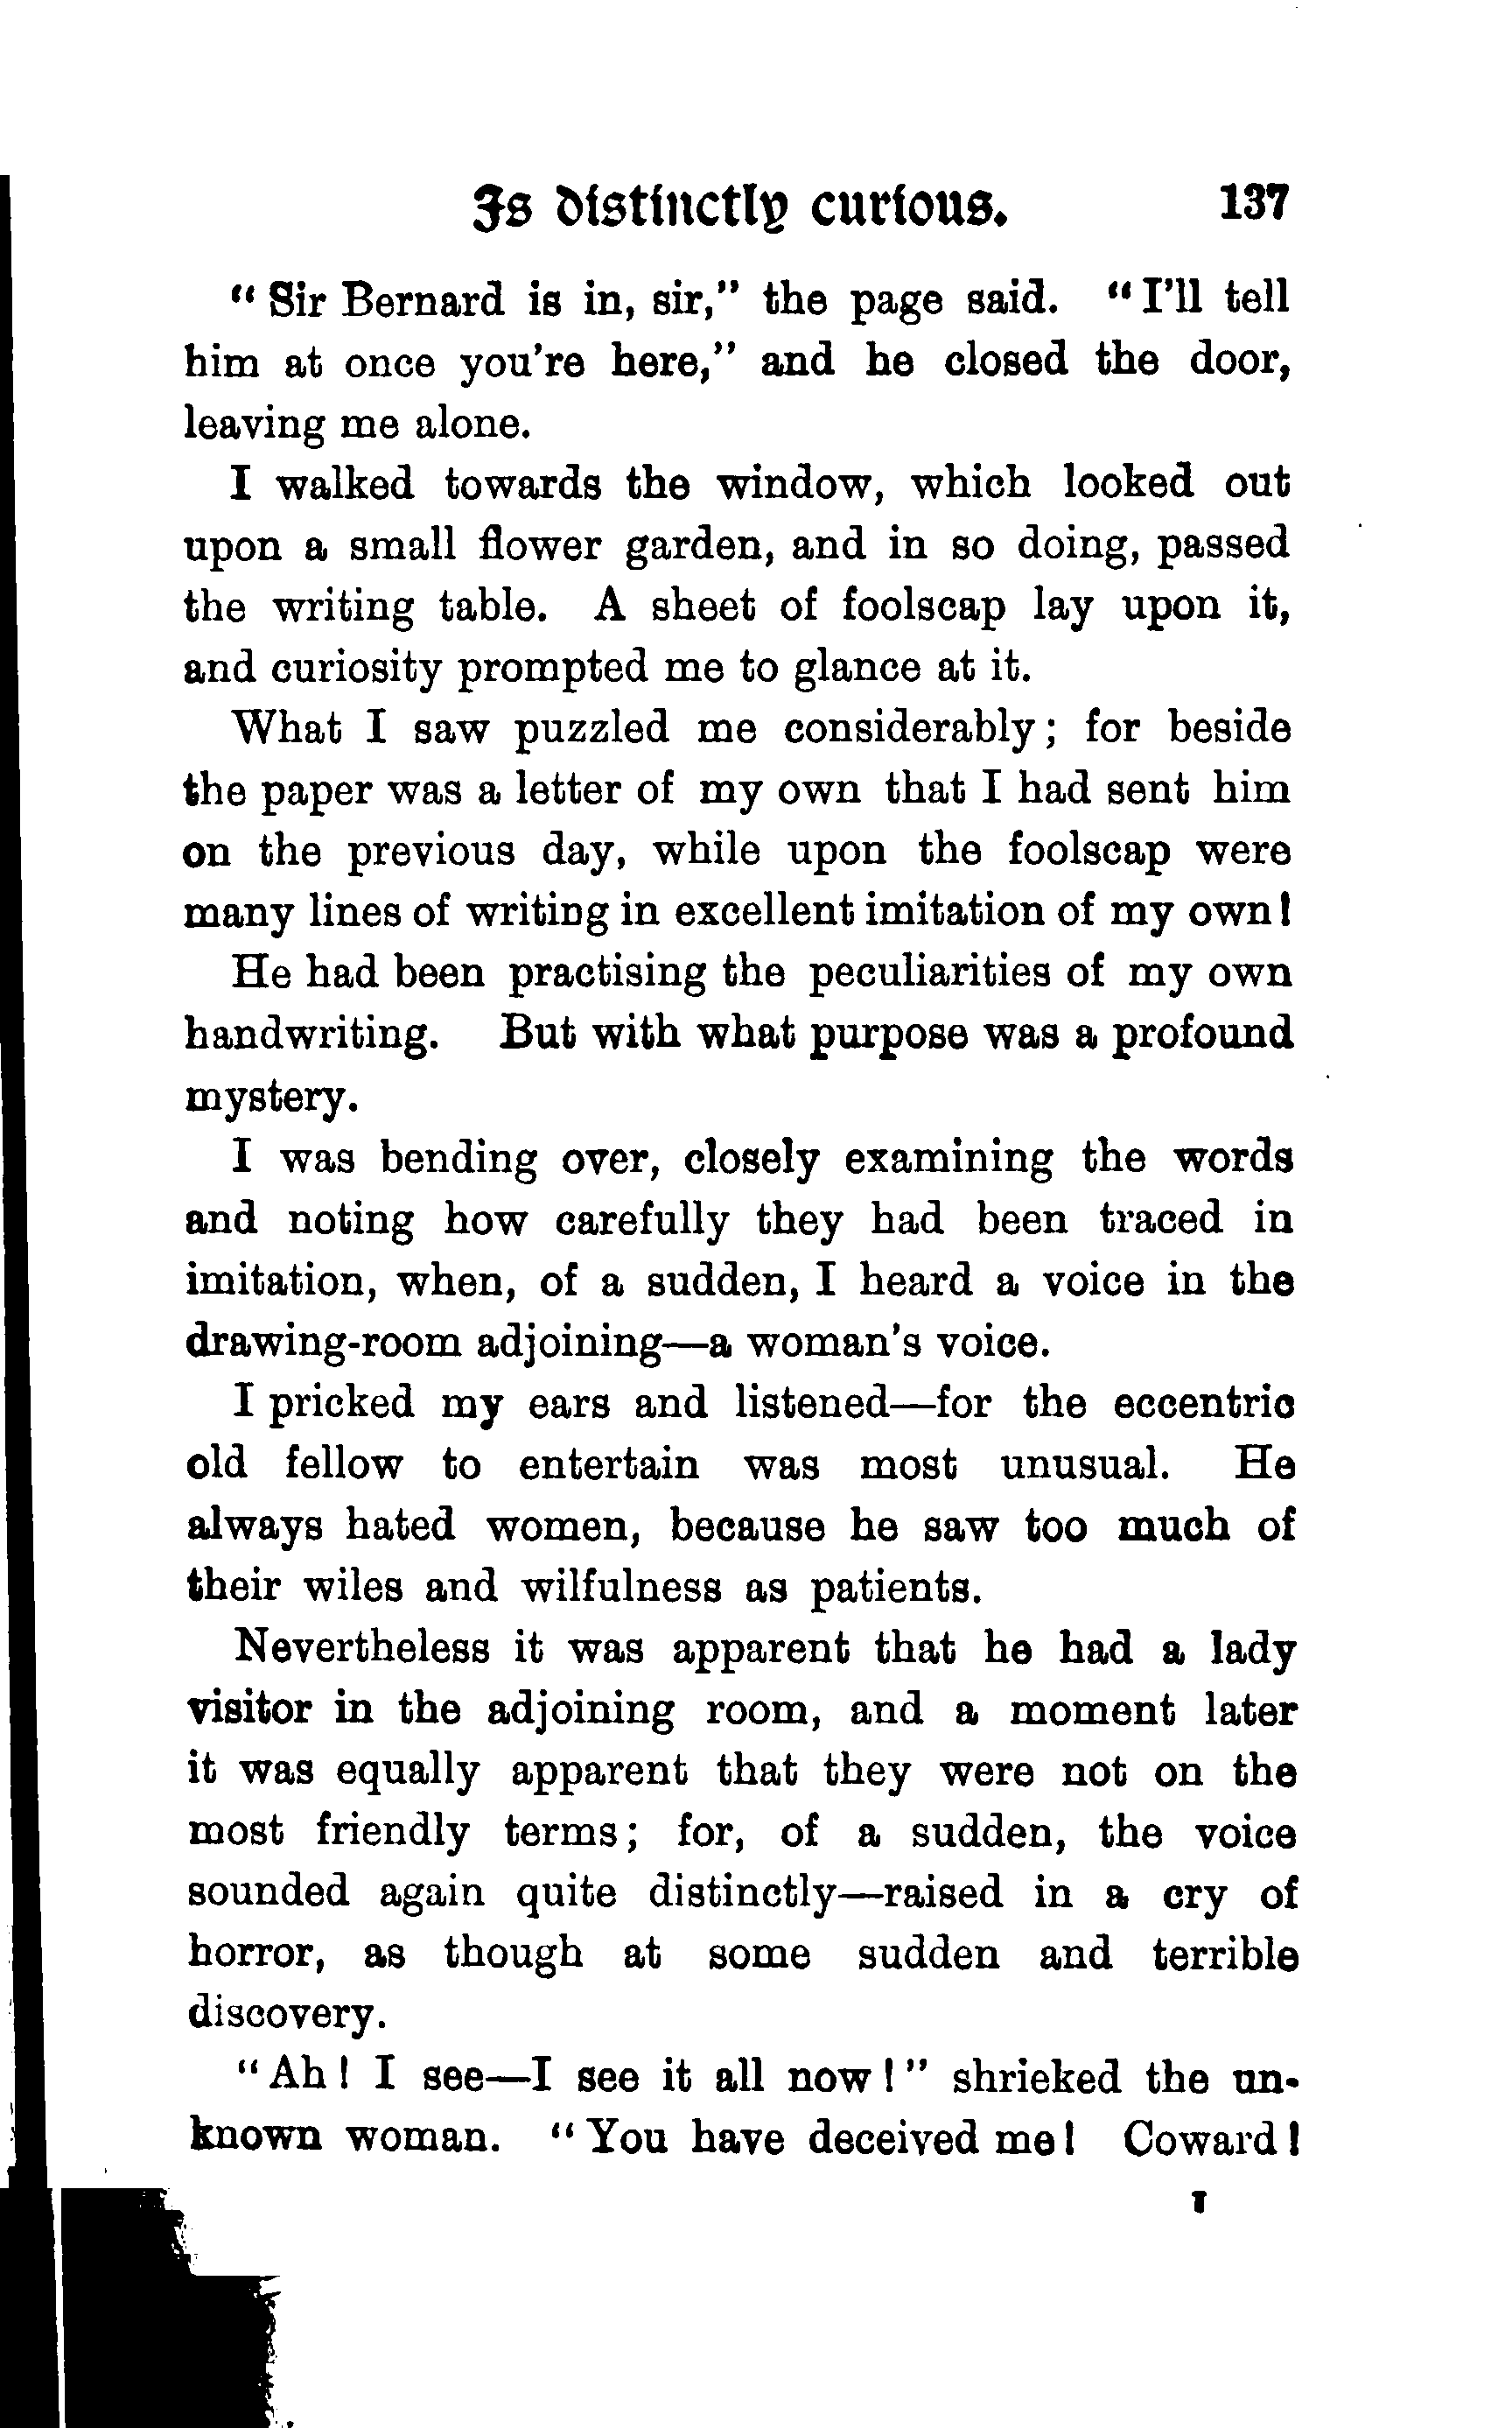 Is distinctly curious. 137
"Sir Bernard is in, sir," the page said. "I'll tell
him at once you're here," and he closed the door,
leaving me alone.
I walked towards the window, which looked out
upon a small flower garden, and in so doing, passed
the writing table. A sheet of foolscap lay upon it,
and curiosity prompted me to glance at it.
What I saw puzzled me considerably; for beside
the paper was a letter of my own that I had sent him
on the previous day, while upon the foolscap were
many lines of writing in excellent imitation of my own!
He had been practising the peculiarities of my own
handwriting. But with what purpose was a profound
mystery.
I was bending over, closely examining the words
and noting how carefully they had been traced in
imitation, when, of a sudden, I heard a voice in the
drawing-room adjoining—a woman's voice.
I pricked my ears and listened—for the eccentric
old fellow to entertain was most unusual. He
always hated women, because he saw too much of
their wiles and wilfulness as patients.
Nevertheless it was apparent that he had a lady
visitor in the adjoining room, and a moment later
it was equally apparent that they were not on the
most friendly terms; for, of a sudden, the voice
sounded again quite distinctly—raised in a cry of
horror, as though at some sudden and terrible
discovery.
"Ah! I see—I see it all now!" shrieked the un-
known woman. "You have deceived me! Coward!